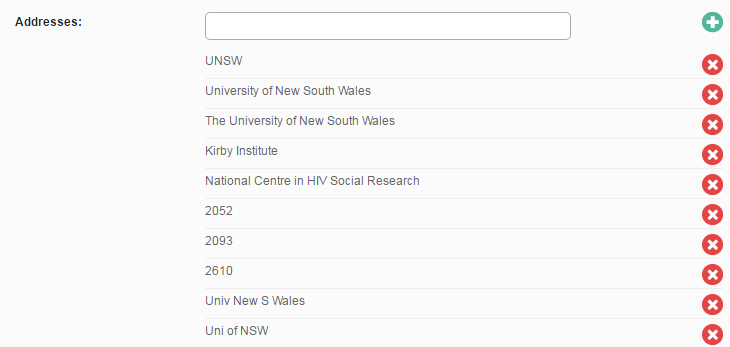 Addresses:
UNSW
University of New South Wales
The University of New South Wales
Kirby Institute
National Centre in HIV Social Research
2052
2093
2610
Univ New S Wales
Uni of NSW